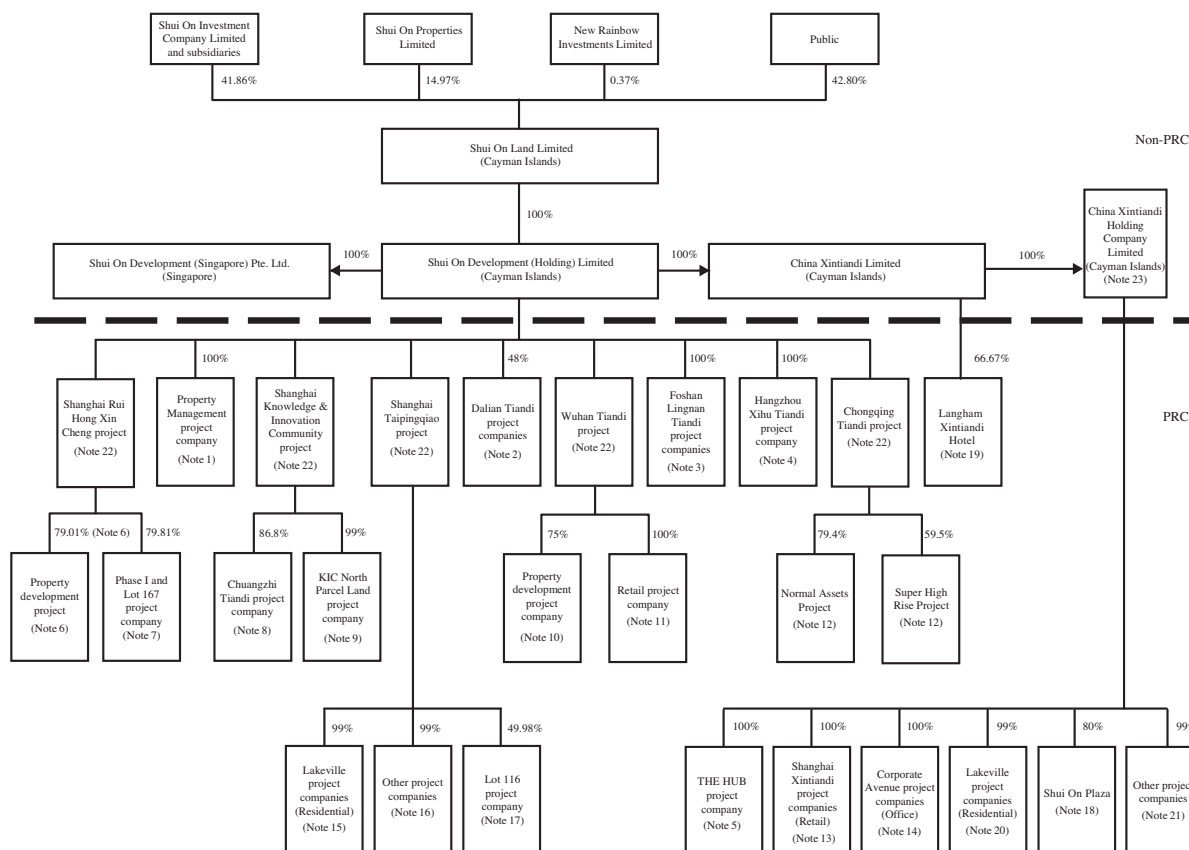 Shui On Investment
Company Limited
and subsidiaries
Shui On Properties
Limited
New Rainbow
Investments Limited
Public
41.86%
14.97%
0.37%
42.80%
Shui On Land Limited
(Cayman Islands)
Non-PRC
100%
Shui On Development (Singapore) Pte. Ltd.
(Singapore)
100%
Shui On Development (Holding) Limited
(Cayman Islands)
100%
China Xintiandi Limited
(Cayman Islands)
100%
China Xintiandi
Holding
Company
Limited
(Cayman Islands)
(Note 23)
100%
48%
100%
100%
66.67%
PRC
Shanghai Rui
Hong Xin
Cheng project
(Note 22)
Property
Management
project
company
(Note 1)
Shanghai
Knowledge &
Innovation
Community
project
(Note 22)
Shanghai
Taipingqiao
project
(Note 22)
Dalian Tiandi
project
companies
(Note 2)
Wuhan Tiandi
project
(Note 22)
Foshan
Lingnan
Tiandi
project
companies
(Note 3)
Hangzhou
Xihu Tiandi
project
company
(Note 4)
Chongqing
Tiandi project
(Note 22)
Langham
Xintiandi
Hotel
(Note 19)
79.01% (Note 6)
79.81%
86.8%
99%
75%
100%
79.4%
59.5%
Property
development
project
(Note 6)
Phase I and
Lot 167
project
company
(Note 7)
Chuangzhi
Tiandi project
company
(Note 8)
KIC North
Parcel Land
project
company
(Note 9)
Property
development
project
company
(Note 10)
Retail project
company
(Note 11)
Normal Assets
Project
(Note 12)
Super High
Rise Project
(Note 12)
99%
99%
49.98%
100%
100%
100%
99%
80%
99%
Lakeville
project
companies
(Residential)
(Note 15)
Other project
companies
(Note 16)
Lot 116
project
company
(Note 17)
THE HUB
project
company
(Note 5)
Shanghai
Xintiandi
project
companies
(Retail)
(Note 13)
Corporate
Avenue project
companies
(Office)
(Note 14)
Lakeville
project
companies
(Residential)
(Note 20)
Shui On Plaza
(Note 18)
Other project
companies
(Note 21)